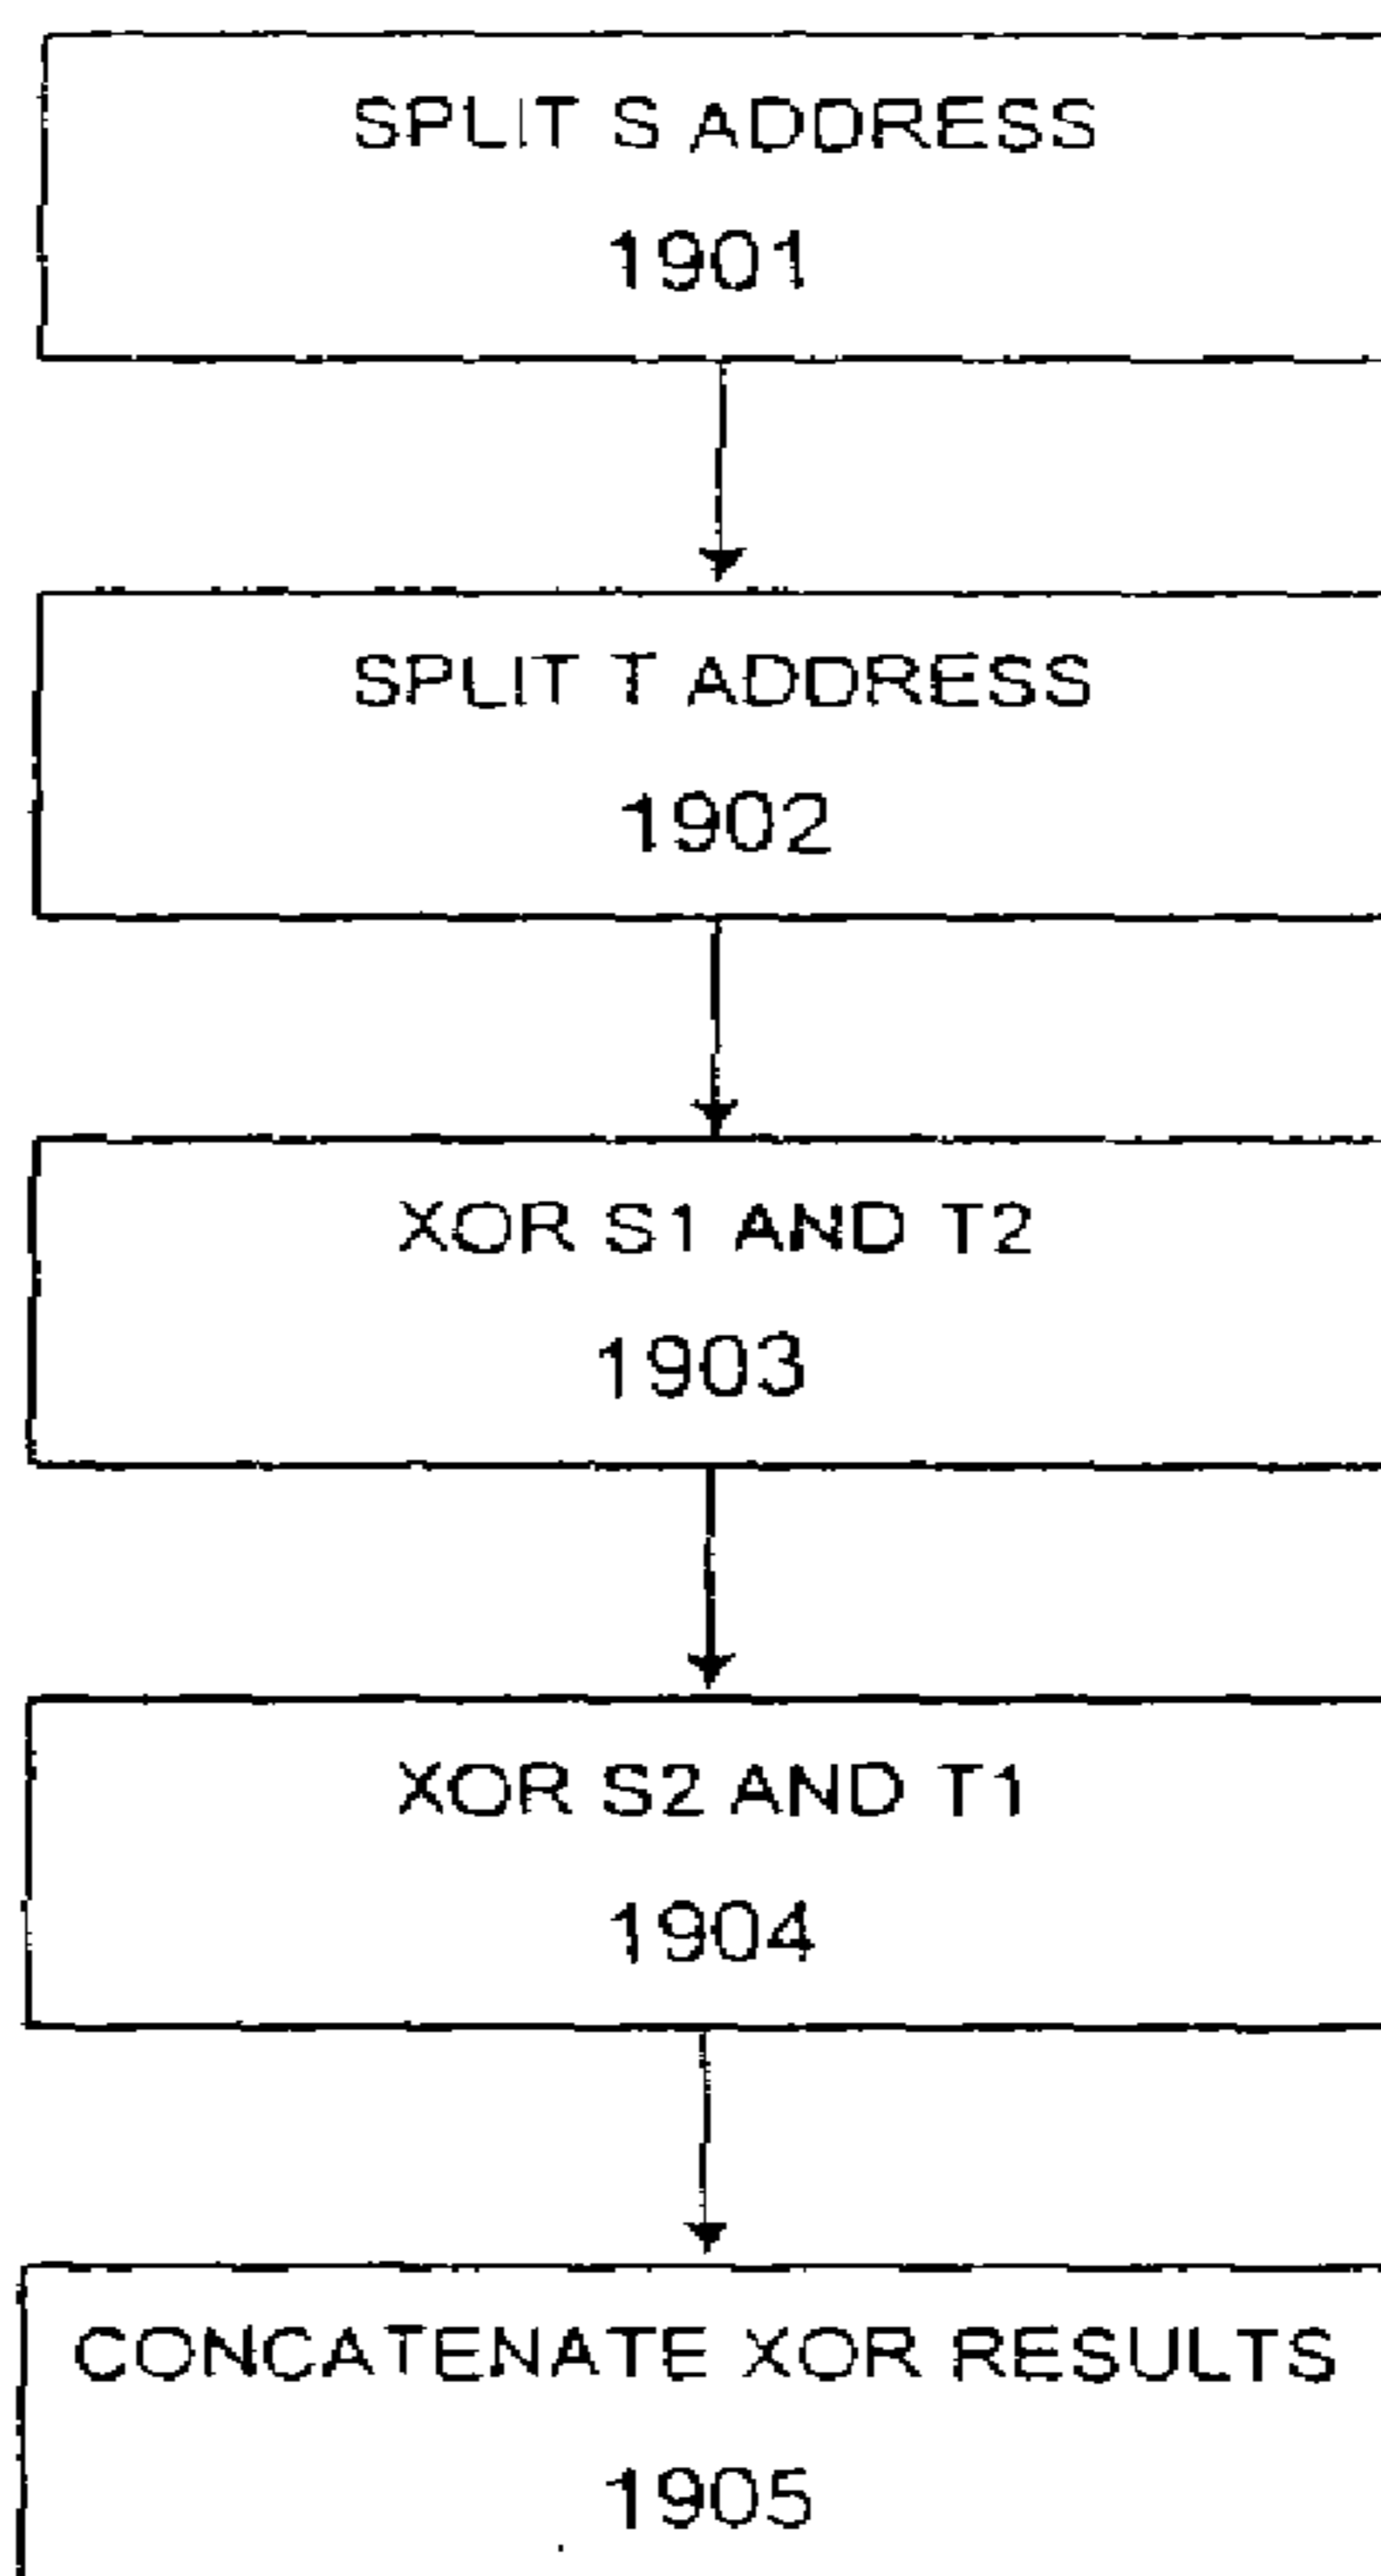 SPLIT S ADDRESS
1901
SPLIT T ADDRESS
1902
XOR S1 AND T2
1903
XOR S2 AND T1
1904
CONCATENATE XOR RESULTS
1905